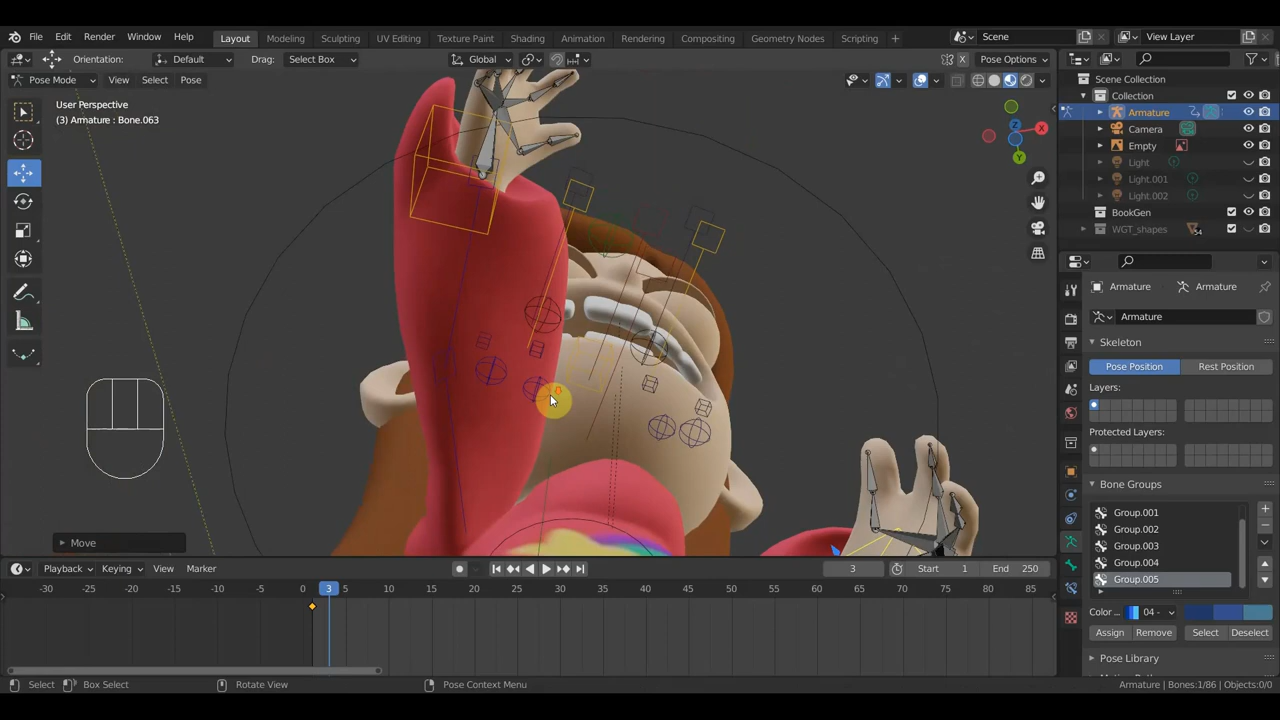 File Edit Render Window Help Layout Modeling Sculpting UV Editing Texture Paint Shading Animation Rendering Compositing Geometry Nodes Scripting + Scene View Layer
Orientation: Default Drag: Select Box Global Pose Options
Pose Mode View Select Pose
Scene Collection
User Perspective
(3) Armature : Bone.063
Collection
Armature
Camera
Empty
Light
Light.001
Light.002
BookGen
WGT_shapes
X
Y
Z
Armature Armature
Armature
Skeleton
Pose Position Rest Position
Layers:
Protected Layers:
Bone Groups
Group.001
Group.002
Group.003
Group.004
Group.005
Color ... 04 -
Assign Remove Select Deselect
Pose Library
Move
Playback Keying View Marker 3 Start 1 End 250
-30 -25 -20 -15 -10 -5 0 3 5 10 15 20 25 30 35 40 45 50 55 60 65 70 75 80 85
Select Box Select Rotate View Pose Context Menu Armature | Bones:1/86 | Objects:0/0